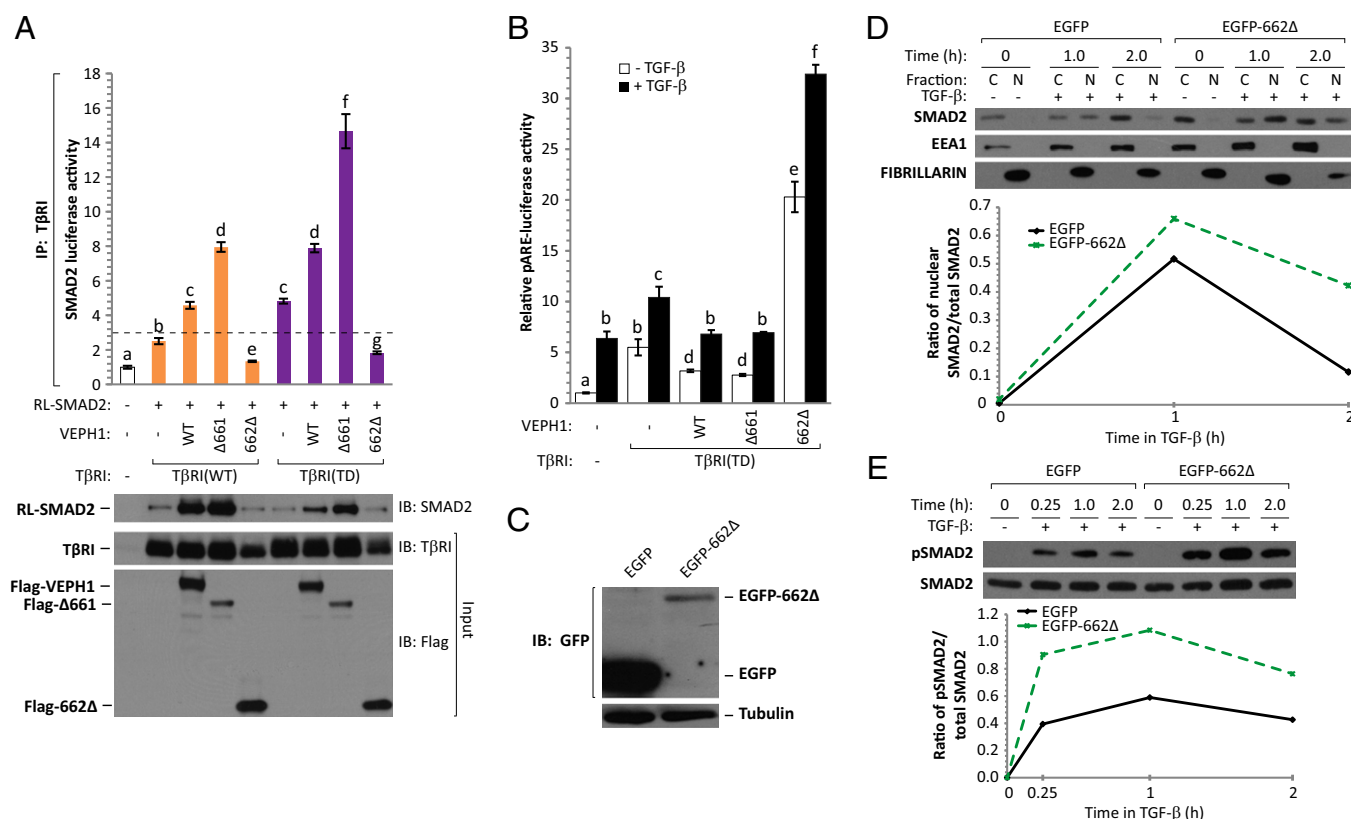 A
IP: TβRI
SMAD2 luciferase activity
18
16
14
12
10
8
6
4
2
0
a
b
c
d
e
c
d
f
g
RL-SMAD2: - + + + + + + + +
VEPH1: - - WT Δ661 662Δ - WT Δ661 662Δ
TβRI: - TβRI(WT) TβRI(TD)
RL-SMAD2
IB: SMAD2
TβRI
IB: TβRI
Flag-VEPH1
Flag-Δ661
IB: Flag
Flag-662Δ
Input
B
Relative pARE-luciferase activity
35
30
25
20
15
10
5
0
- TGF-β
+ TGF-β
a
b
b
c
d
b
d
b
e
f
VEPH1: - - WT Δ661 662Δ
TβRI: - TβRI(TD)
C
EGFP
EGFP-662Δ
IB: GFP
EGFP-662Δ
EGFP
Tubulin
D
EGFP EGFP-662Δ
Time (h): 0 1.0 2.0 0 1.0 2.0
Fraction: C N C N C N C N C N C N
TGF-β: - - + + + + - - + + + +
SMAD2
EEA1
FIBRILLARIN
Ratio of nuclear
SMAD2/total SMAD2
0.7
0.6
0.5
0.4
0.3
0.2
0.1
0
EGFP
EGFP-662Δ
0 1 2
Time in TGF-β (h)
E
EGFP EGFP-662Δ
Time (h): 0 0.25 1.0 2.0 0 0.25 1.0 2.0
TGF-β: - + + + - + + +
pSMAD2
SMAD2
Ratio of pSMAD2/
total SMAD2
1.2
1.0
0.8
0.6
0.4
0.2
0.0
EGFP
EGFP-662Δ
0 0.25 1 2
Time in TGF-β (h)